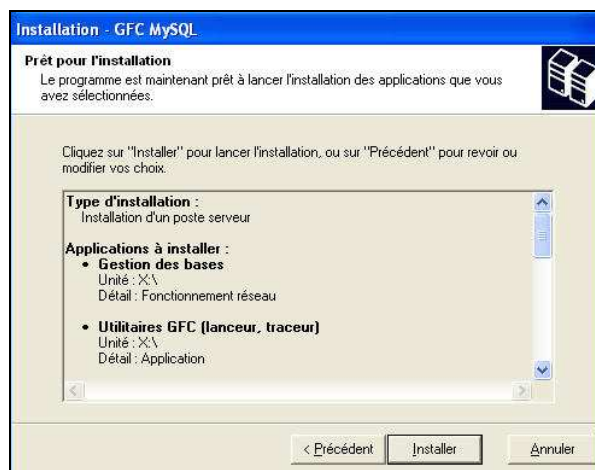 Installation - GFC MySQL
Prêt pour l'installation
Le programme est maintenant prêt à lancer l'installation des applications que vous
avez sélectionnées.
Cliquez sur "Installer" pour lancer l'installation, ou sur "Précédent" pour revoir ou
modifier vos choix.
Type d'installation :
Installation d'un poste serveur
Applications à installer :
• Gestion des bases
Unité : X:\
Détail : Fonctionnement réseau
• Utilitaires GFC (lanceur, traceur)
Unité : X:\
Détail : Application
< Précédent
Installer
Annuler